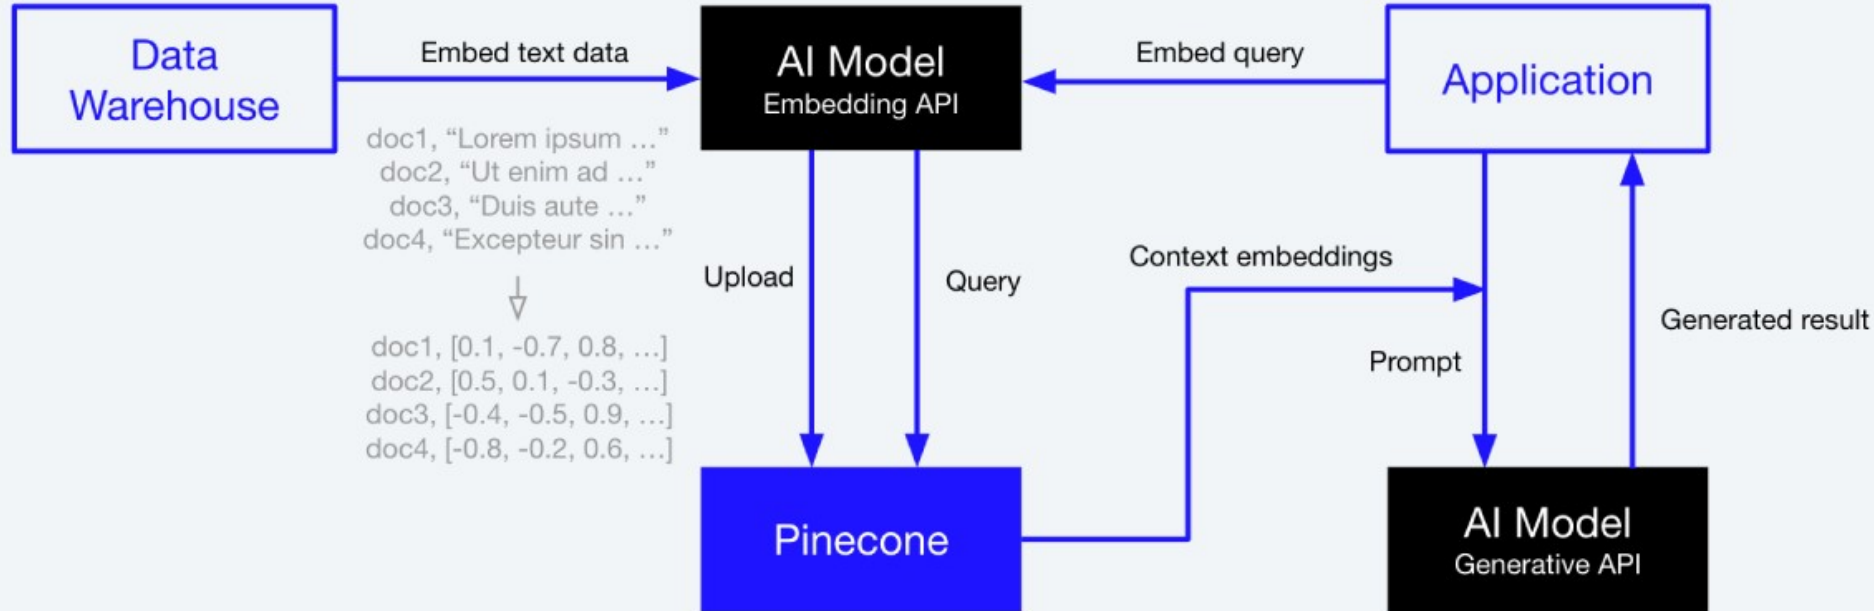 Data
Warehouse
Embed text data
AI Model
Embedding API
Embed query
Application
doc1, “Lorem ipsum …”
doc2, “Ut enim ad …”
doc3, “Duis aute …”
doc4, “Excepteur sin …”
doc1, [0.1, -0.7, 0.8, …]
doc2, [0.5, 0.1, -0.3, …]
doc3, [-0.4, -0.5, 0.9, …]
doc4, [-0.8, -0.2, 0.6, …]
Upload
Query
Context embeddings
Prompt
Generated result
Pinecone
AI Model
Generative API